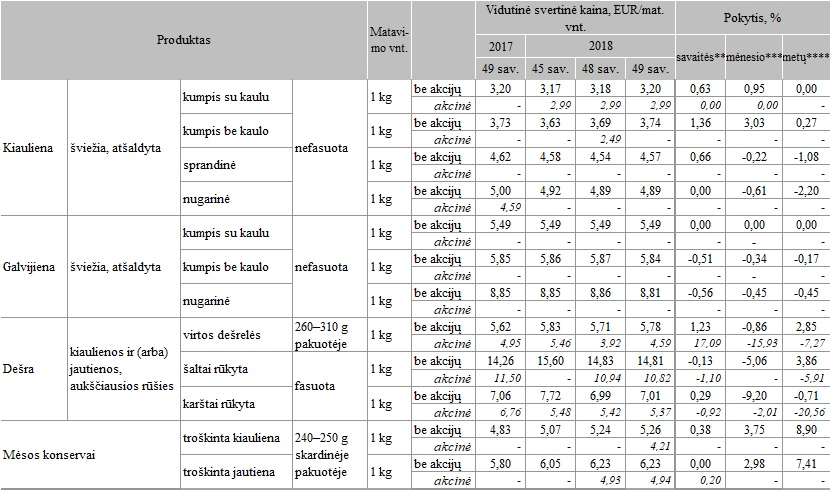 Produktas Matavi-mo vnt. Vidutinė svertinė kaina, EUR/mat. vnt. Pokytis, %
2017 2018 savaitės** mėnesio*** metų****
49 sav. 45 sav. 48 sav. 49 sav.
Kiauliena šviežia, atšaldyta kumpis su kaulu nefasuota 1 kg be akcijų 3,20 3,17 3,18 3,20 0,63 0,95 0,00
akcinė - 2,99 2,99 2,99 0,00 0,00 -
kumpis be kaulo 1 kg be akcijų 3,73 3,63 3,69 3,74 1,36 3,03 0,27
akcinė - - 2,49 - - - -
sprandinė 1 kg be akcijų 4,62 4,58 4,54 4,57 0,66 -0,22 -1,08
akcinė - - - - - - -
nugarinė 1 kg be akcijų 5,00 4,92 4,89 4,89 0,00 -0,61 -2,20
akcinė 4,59 - - - - - -
Galvijiena šviežia, atšaldyta kumpis su kaulu nefasuota 1 kg be akcijų 5,49 5,49 5,49 5,49 0,00 0,00 0,00
akcinė - - - - - - -
kumpis be kaulo 1 kg be akcijų 5,85 5,86 5,87 5,84 -0,51 -0,34 -0,17
akcinė - - - - - - -
nugarinė 1 kg be akcijų 8,85 8,85 8,86 8,81 -0,56 -0,45 -0,45
akcinė - - - - - - -
Dešra kiaulienos ir (arba) jautienos, aukščiausios rūšies virtos dešrelės 260–310 g pakuotėje 1 kg be akcijų 5,62 5,83 5,71 5,78 1,23 -0,86 2,85
akcinė 4,95 5,46 3,92 4,59 17,09 -15,93 -7,27
šaltai rūkyta fasuota 1 kg be akcijų 14,26 15,60 14,83 14,81 -0,13 -5,06 3,86
akcinė 11,50 - 10,94 10,82 -1,10 - -5,91
karštai rūkyta 1 kg be akcijų 7,06 7,72 6,99 7,01 0,29 -9,20 -0,71
akcinė 6,76 5,48 5,42 5,37 -0,92 -2,01 -20,56
Mėsos konservai troškinta kiauliena 240–250 g skardinėje pakuotėje 1 kg be akcijų 4,83 5,07 5,24 5,26 0,38 3,75 8,90
akcinė - - - 4,21 - - -
troškinta jautiena 1 kg be akcijų 5,80 6,05 6,23 6,23 0,00 2,98 7,41
akcinė - - 4,93 4,94 0,20 - -